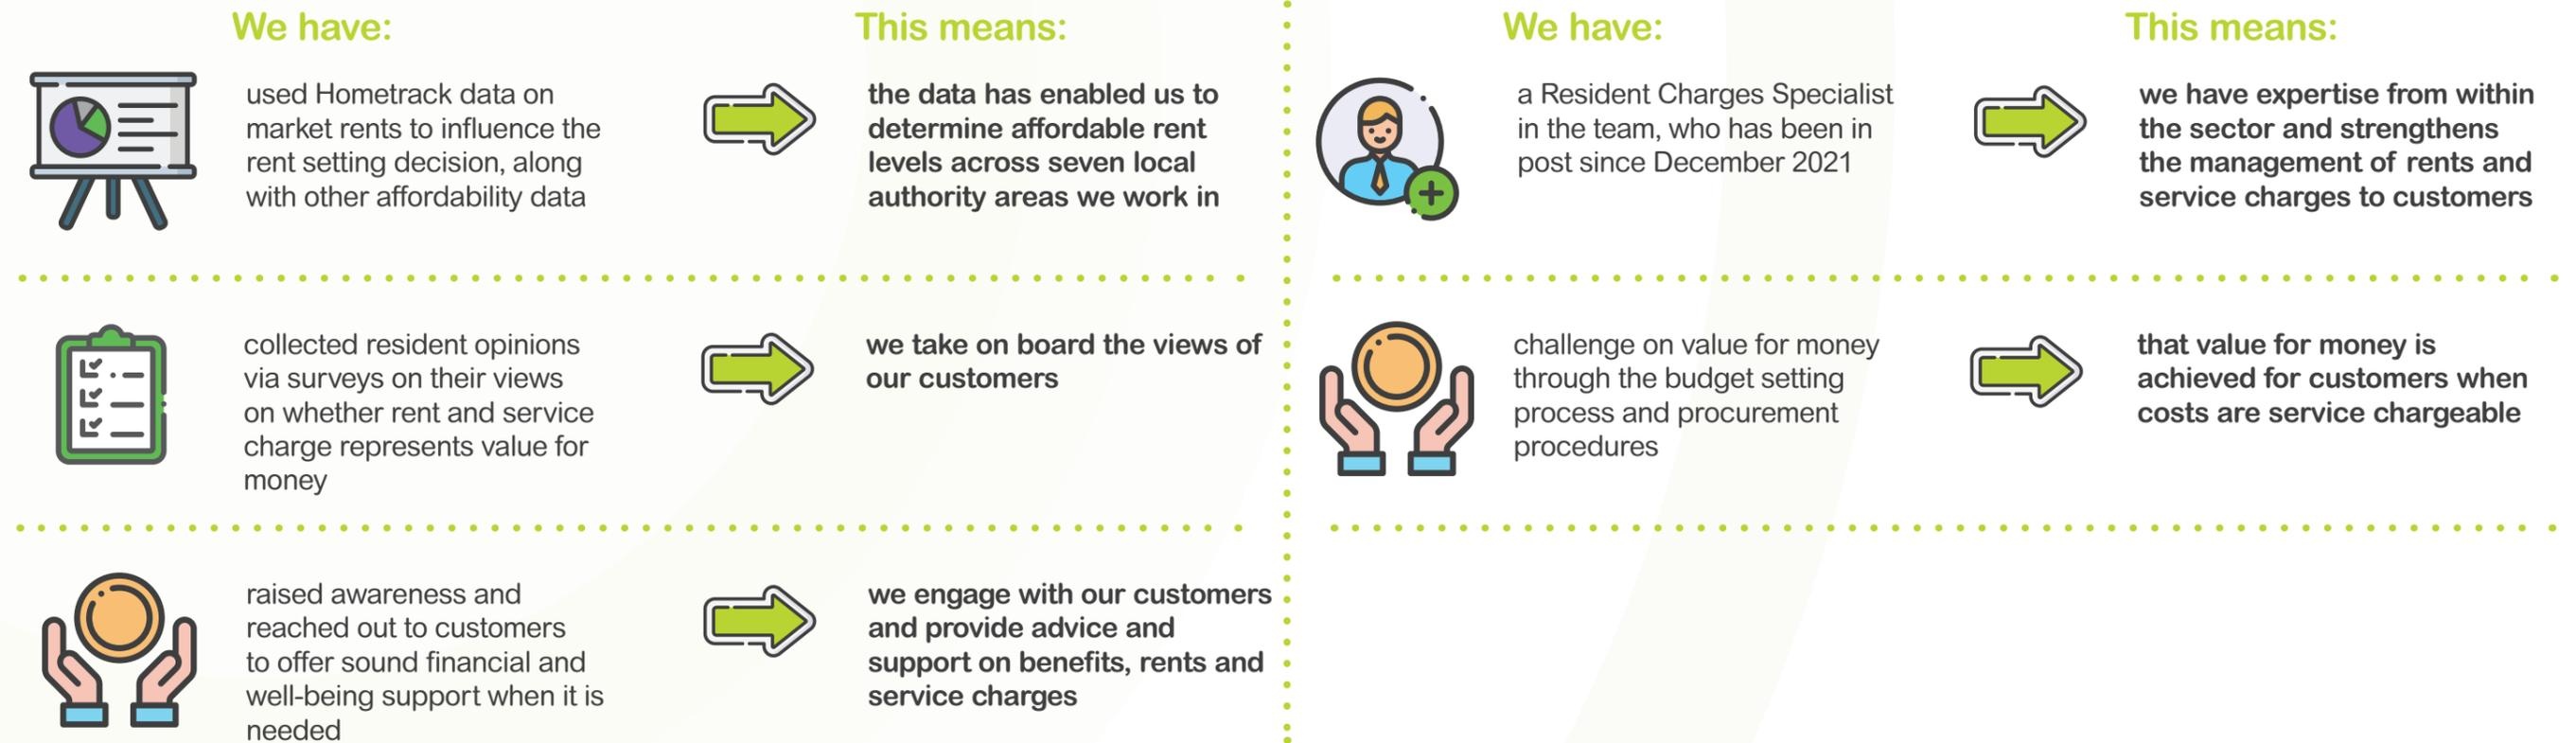 We have:
This means:
used Hometrack data on
market rents to influence the
rent setting decision, along
with other affordability data
the data has enabled us to
determine affordable rent
levels across seven local
authority areas we work in
collected resident opinions
via surveys on their views
on whether rent and service
charge represents value for
money
we take on board the views of
our customers
raised awareness and
reached out to customers
to offer sound financial and
well-being support when it is
needed
we engage with our customers
and provide advice and
support on benefits, rents and
service charges
We have:
This means:
a Resident Charges Specialist
in the team, who has been in
post since December 2021
we have expertise from within
the sector and strengthens
the management of rents and
service charges to customers
challenge on value for money
through the budget setting
process and procurement
procedures
that value for money is
achieved for customers when
costs are service chargeable